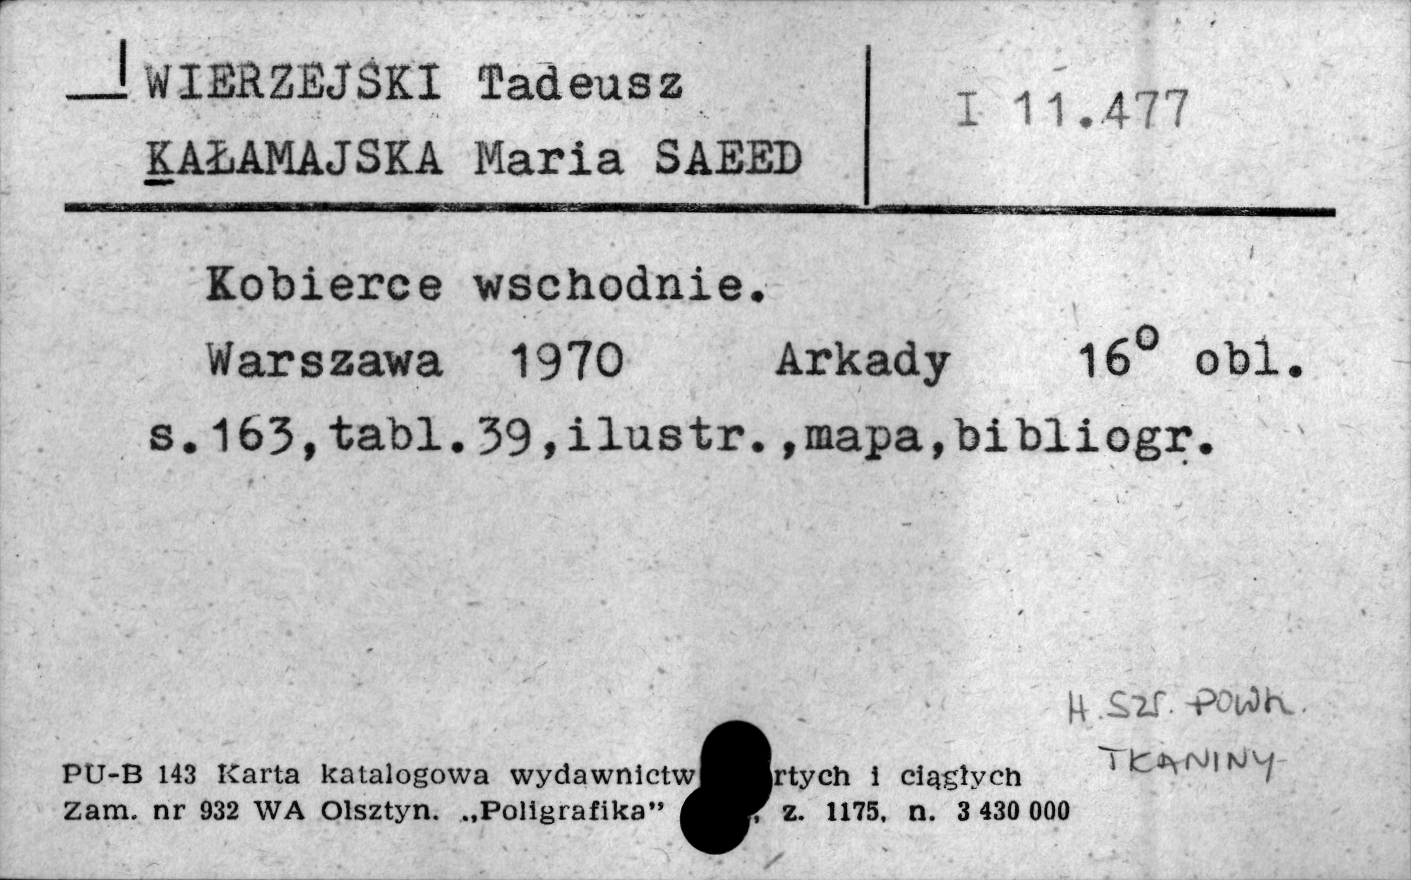 WIERZEJSKI Tadeusz
I 11.477
KAŁAMAJSKA Maria SAEED
Kobierce wschodnie.
Warszawa 1970 Arkady 16° obl.
s.163,tabl.39,ilustr.,mapa,bibliogr.
H. Szt. POWSZ.
TKANINY
PU-B 143 Karta katalogowa wydawnictw rtych i ciągłych
Zam. nr 932 WA Olsztyn. „Poligrafika” , z. 1175, n. 3 430 000